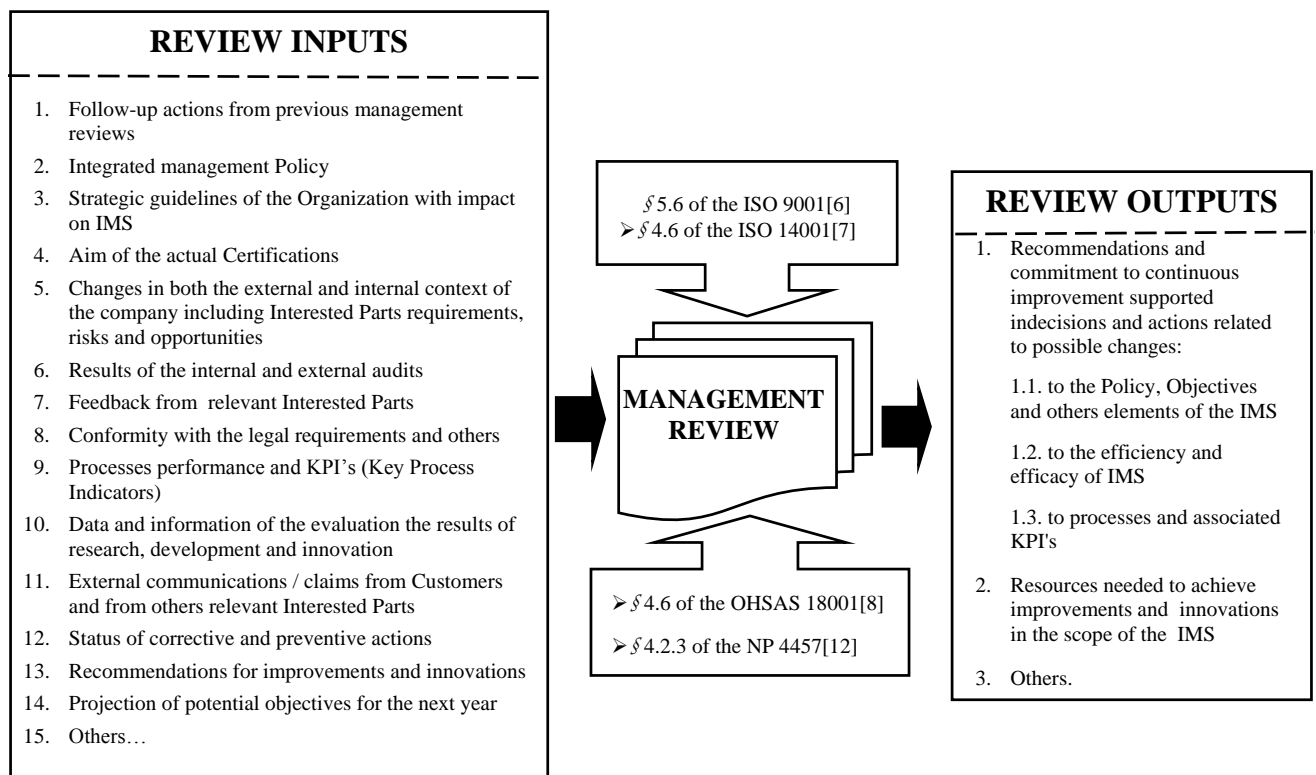 REVIEW INPUTS
1. Follow-up actions from previous management
reviews
2. Integrated management Policy
3. Strategic guidelines of the Organization with impact
on IMS
4. Aim of the actual Certifications
5. Changes in both the external and internal context of
the company including Interested Parts requirements,
risks and opportunities
6. Results of the internal and external audits
7. Feedback from relevant Interested Parts
8. Conformity with the legal requirements and others
9. Processes performance and KPI's (Key Process
Indicators)
10. Data and information of the evaluation the results of
research, development and innovation
11. External communications / claims from Customers
and from others relevant Interested Parts
12. Status of corrective and preventive actions
13. Recommendations for improvements and innovations
14. Projection of potential objectives for the next year
15. Others…
§5.6 of the ISO 9001[6]
➢ §4.6 of the ISO 14001[7]
MANAGEMENT
REVIEW
➢ §4.6 of the OHSAS 18001[8]
➢ §4.2.3 of the NP 4457[12]
REVIEW OUTPUTS
1. Recommendations and
commitment to continuous
improvement supported
indecisions and actions related
to possible changes:
1.1. to the Policy, Objectives
and others elements of the IMS
1.2. to the efficiency and
efficacy of IMS
1.3. to processes and associated
KPI's
2. Resources needed to achieve
improvements and innovations
in the scope of the IMS
3. Others.